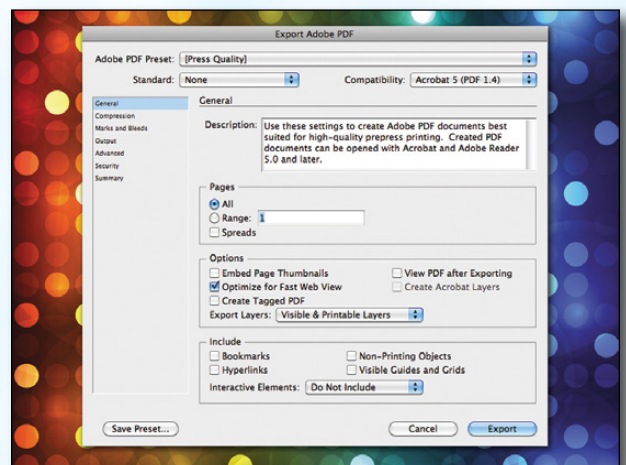 Export Adobe PDF
Adobe PDF Preset: [Press Quality]
Standard: None Compatibility: Acrobat 5 (PDF 1.4)
General
Compression
Marks and Bleeds
Output
Advanced
Security
Summary
General
Description: Use these settings to create Adobe PDF documents best
suited for high-quality prepress printing. Created PDF
documents can be opened with Acrobat and Adobe Reader
5.0 and later.
Pages
All
Range: 1
Spreads
Options
Embed Page Thumbnails View PDF after Exporting
Optimize for Fast Web View Create Acrobat Layers
Create Tagged PDF
Export Layers: Visible & Printable Layers
Include
Bookmarks Non-Printing Objects
Hyperlinks Visible Guides and Grids
Interactive Elements: Do Not Include
Save Preset... Cancel Export